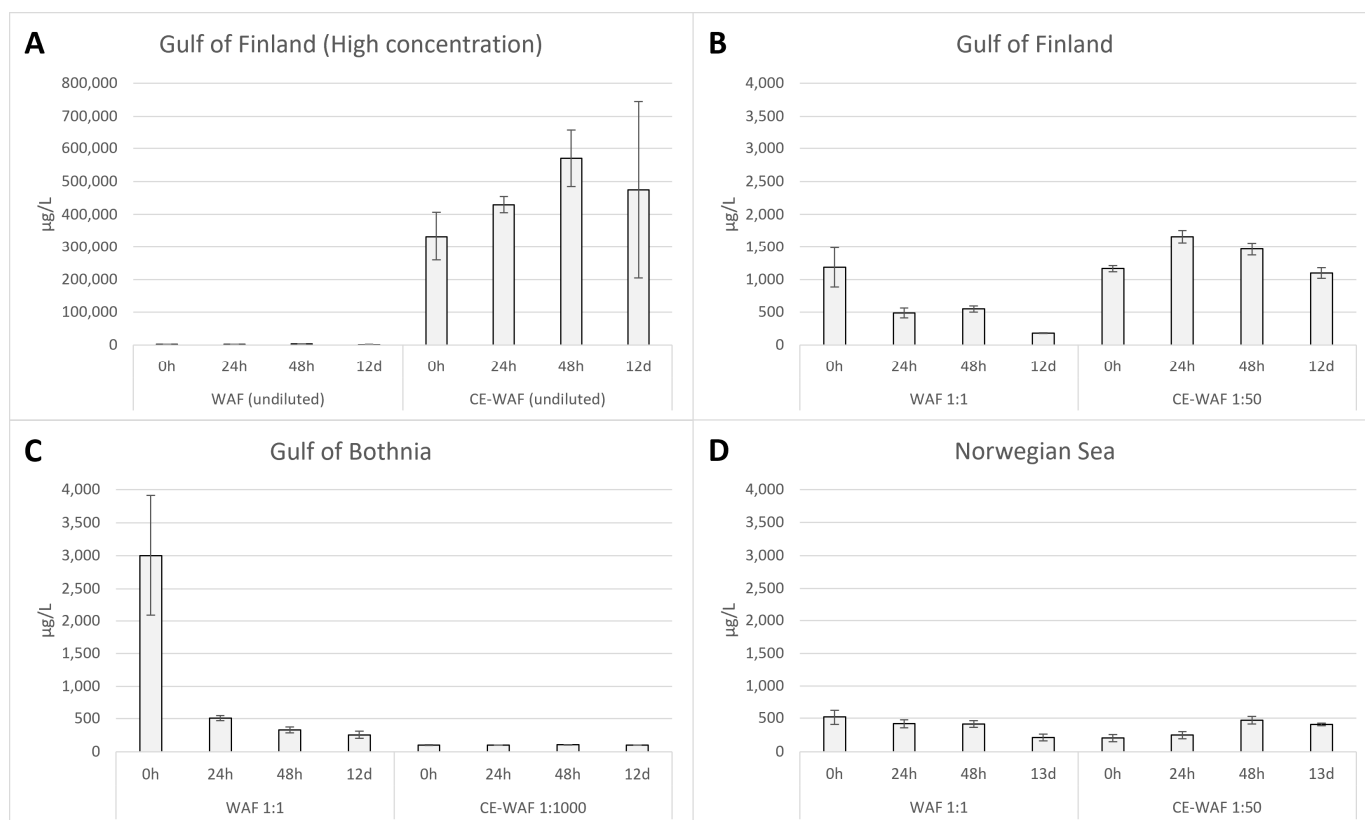 A
Gulf of Finland (High concentration)
800,000
700,000
600,000
500,000
400,000
300,000
200,000
100,000
0
µg/L
0h 24h 48h 12d 0h 24h 48h 12d
WAF (undiluted) CE-WAF (undiluted)
B
Gulf of Finland
4,000
3,500
3,000
2,500
2,000
1,500
1,000
500
0
µg/L
0h 24h 48h 12d 0h 24h 48h 12d
WAF 1:1 CE-WAF 1:50
C
Gulf of Bothnia
4,000
3,500
3,000
2,500
2,000
1,500
1,000
500
0
µg/L
0h 24h 48h 12d 0h 24h 48h 12d
WAF 1:1 CE-WAF 1:1000
D
Norwegian Sea
4,000
3,500
3,000
2,500
2,000
1,500
1,000
500
0
µg/L
0h 24h 48h 13d 0h 24h 48h 13d
WAF 1:1 CE-WAF 1:50